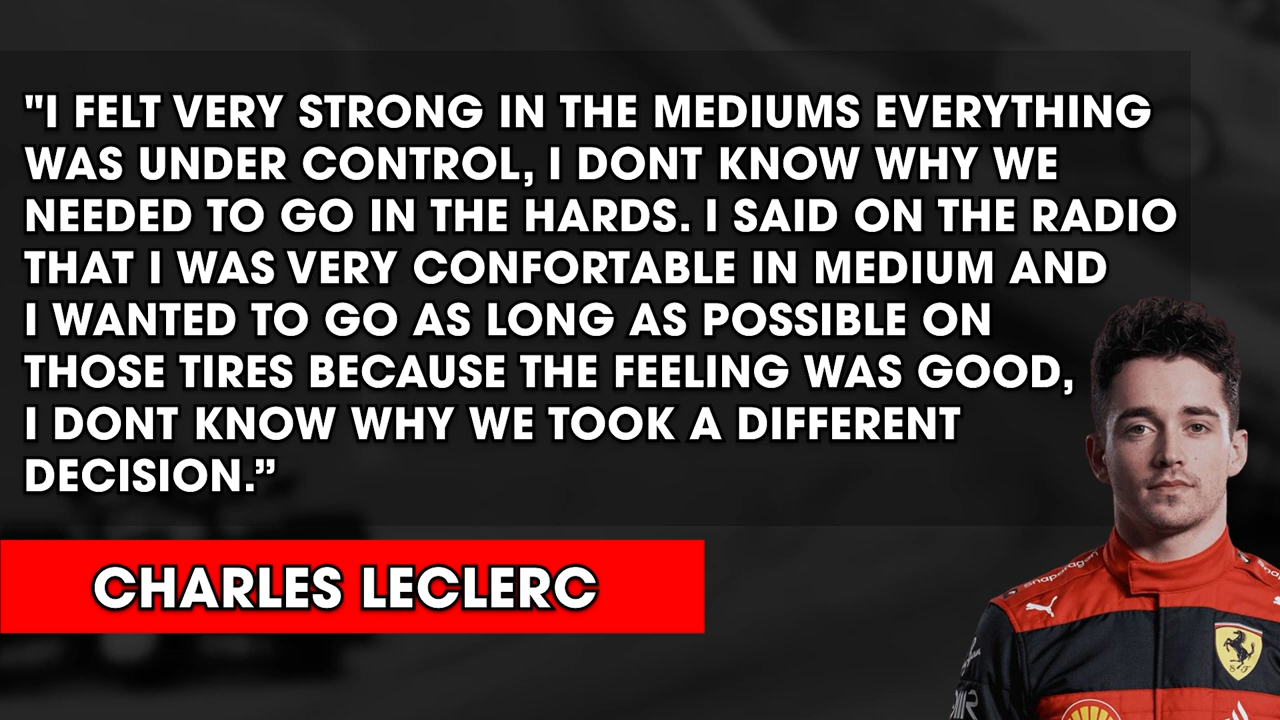 "I FELT VERY STRONG IN THE MEDIUMS EVERYTHING
WAS UNDER CONTROL, I DONT KNOW WHY WE
NEEDED TO GO IN THE HARDS. I SAID ON THE RADIO
THAT I WAS VERY CONFORTABLE IN MEDIUM AND
I WANTED TO GO AS LONG AS POSSIBLE ON
THOSE TIRES BECAUSE THE FEELING WAS GOOD,
I DONT KNOW WHY WE TOOK A DIFFERENT
DECISION.”
CHARLES LECLERC
snapdragon
S F